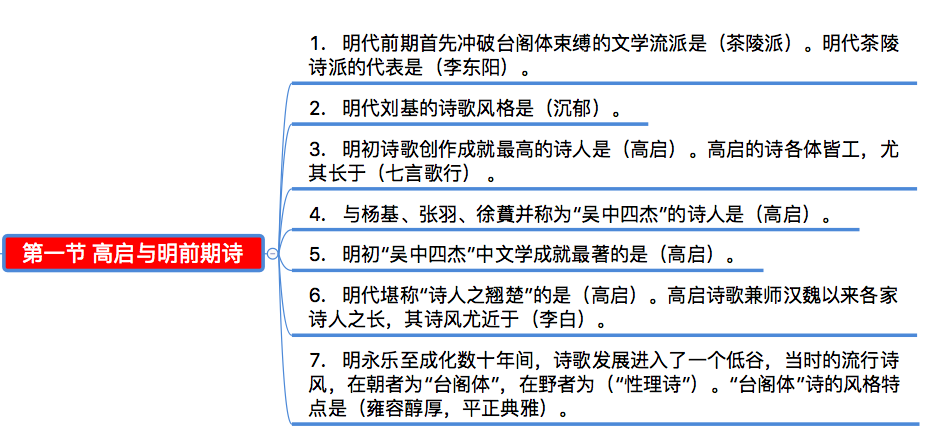 第一节 高启与明前期诗
1. 明代前期首先冲破台阁体束缚的文学流派是（茶陵派）。明代茶陵
诗派的代表是（李东阳）。
2. 明代刘基的诗歌风格是（沉郁）。
3. 明初诗歌创作成就最高的诗人是（高启）。高启的诗各体皆工，尤
其长于（七言歌行） 。
4. 与杨基、张羽、徐蕡并称为“吴中四杰”的诗人是（高启）。
5. 明初“吴中四杰”中文学成就最著的是（高启）。
6. 明代堪称“诗人之翘楚”的是（高启）。高启诗歌兼师汉魏以来各家
诗人之长，其诗风尤近于（李白）。
7. 明永乐至成化数十年间，诗歌发展进入了一个低谷，当时的流行诗
风，在朝者为“台阁体”，在野者为（“性理诗”）。“台阁体”诗的风格特
点是（雍容醇厚，平正典雅）。